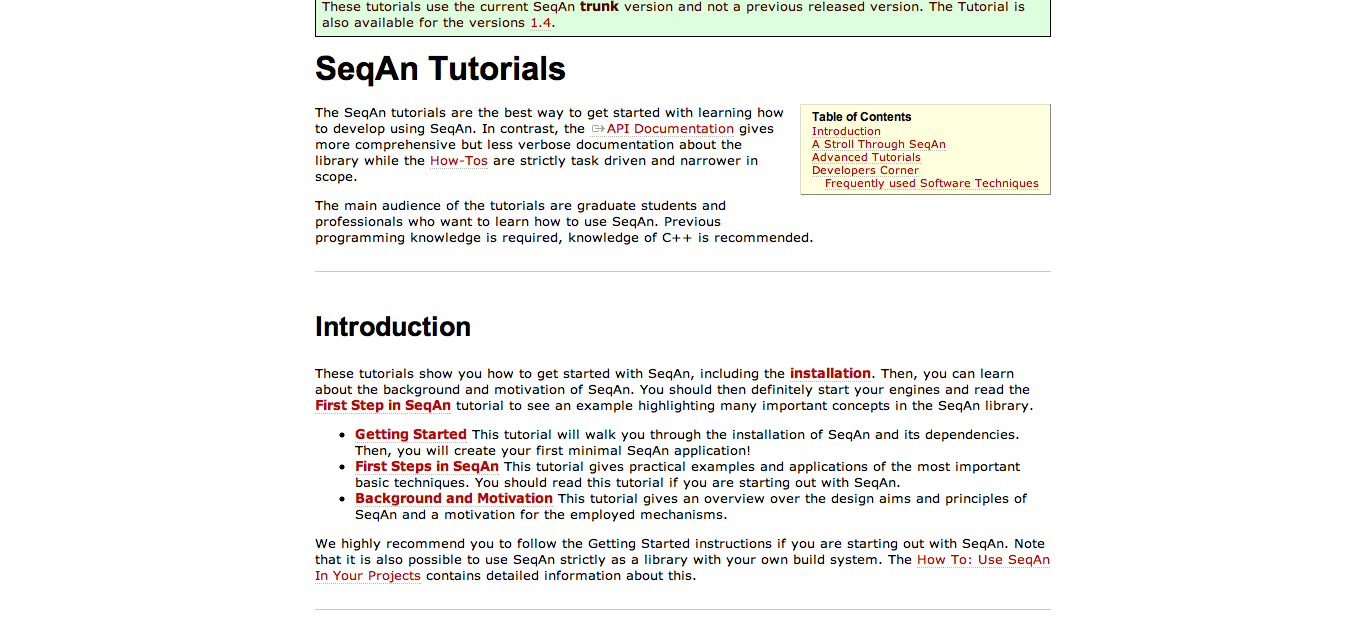 These tutorials use the current SeqAn trunk version and not a previous released version. The Tutorial is
also available for the versions 1.4.
SeqAn Tutorials
The SeqAn tutorials are the best way to get started with learning how
to develop using SeqAn. In contrast, the API Documentation gives
more comprehensive but less verbose documentation about the
library while the How-Tos are strictly task driven and narrower in
scope.
Table of Contents
Introduction
A Stroll Through SeqAn
Advanced Tutorials
Developers Corner
Frequently used Software Techniques
The main audience of the tutorials are graduate students and
professionals who want to learn how to use SeqAn. Previous
programming knowledge is required, knowledge of C++ is recommended.
Introduction
These tutorials show you how to get started with SeqAn, including the installation. Then, you can learn
about the background and motivation of SeqAn. You should then definitely start your engines and read the
First Step in SeqAn tutorial to see an example highlighting many important concepts in the SeqAn library.
• Getting Started This tutorial will walk you through the installation of SeqAn and its dependencies.
Then, you will create your first minimal SeqAn application!
• First Steps in SeqAn This tutorial gives practical examples and applications of the most important
basic techniques. You should read this tutorial if you are starting out with SeqAn.
• Background and Motivation This tutorial gives an overview over the design aims and principles of
SeqAn and a motivation for the employed mechanisms.
We highly recommend you to follow the Getting Started instructions if you are starting out with SeqAn. Note
that it is also possible to use SeqAn strictly as a library with your own build system. The How To: Use SeqAn
In Your Projects contains detailed information about this.